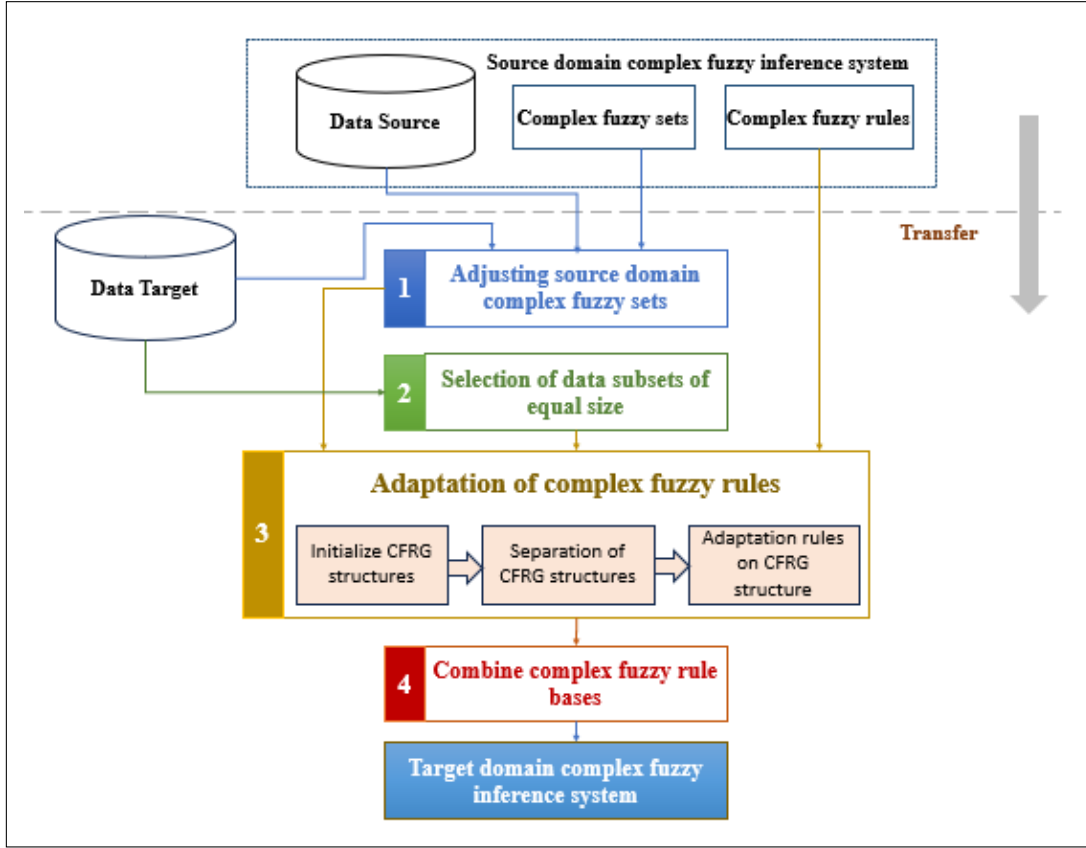 Source domain complex fuzzy inference system
Data Source
Complex fuzzy sets
Complex fuzzy rules
Transfer
Data Target
1
Adjusting source domain
complex fuzzy sets
2
Selection of data subsets of
equal size
3
Adaptation of complex fuzzy rules
Initialize CFRG
structures
Separation of
CFRG structures
Adaptation rules
on CFRG
structure
4
Combine complex fuzzy rule
bases
Target domain complex fuzzy
inference system